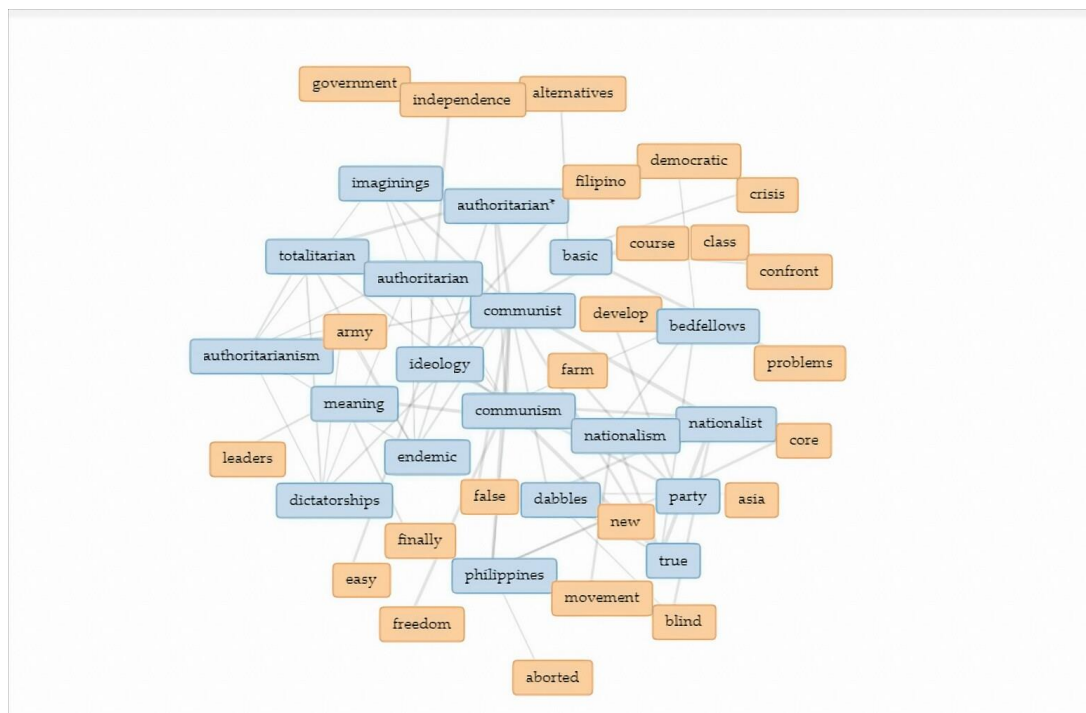 government
independence
alternatives
democratic
imaginings
filipino
crisis
authoritarian*
course
class
totalitarian
basic
confront
authoritarian
communist
develop
bedfellows
army
authoritarianism
ideology
farm
problems
meaning
communism
nationalism
nationalist
core
leaders
endemic
dictatorships
false
dabbles
party
asia
new
finally
true
easy
philippines
movement
freedom
blind
aborted